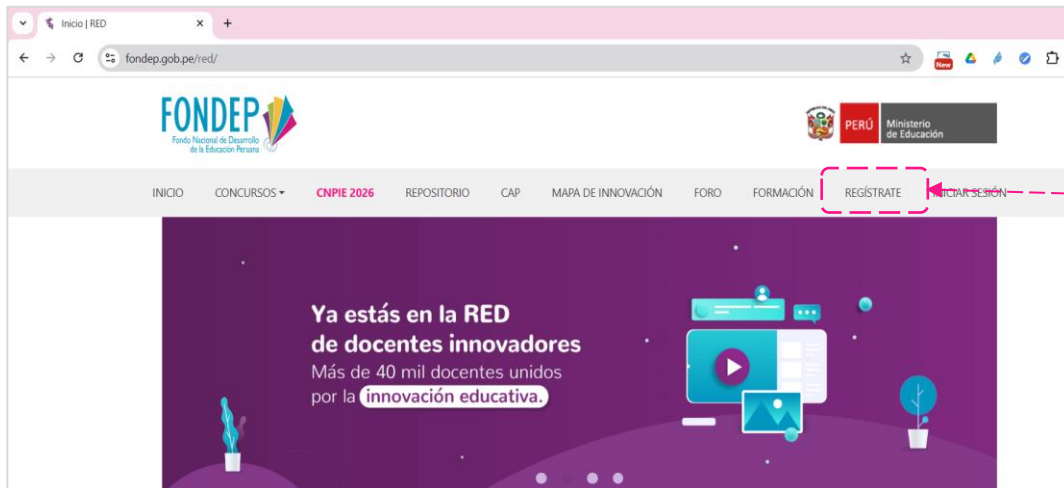 Inicio | RED
fondep.gob.pe/red/
New
FONDEP
Fondo Nacional de Desarrollo
de la Educación Peruana
PERÚ
Ministerio
de Educación
INICIO CONCURSOS CNPIE 2026 REPOSITORIO CAP MAPA DE INNOVACIÓN FORO FORMACIÓN REGÍSTRATE INICIAR SESIÓN
Ya estás en la RED
de docentes innovadores
Más de 40 mil docentes unidos
por la innovación educativa.